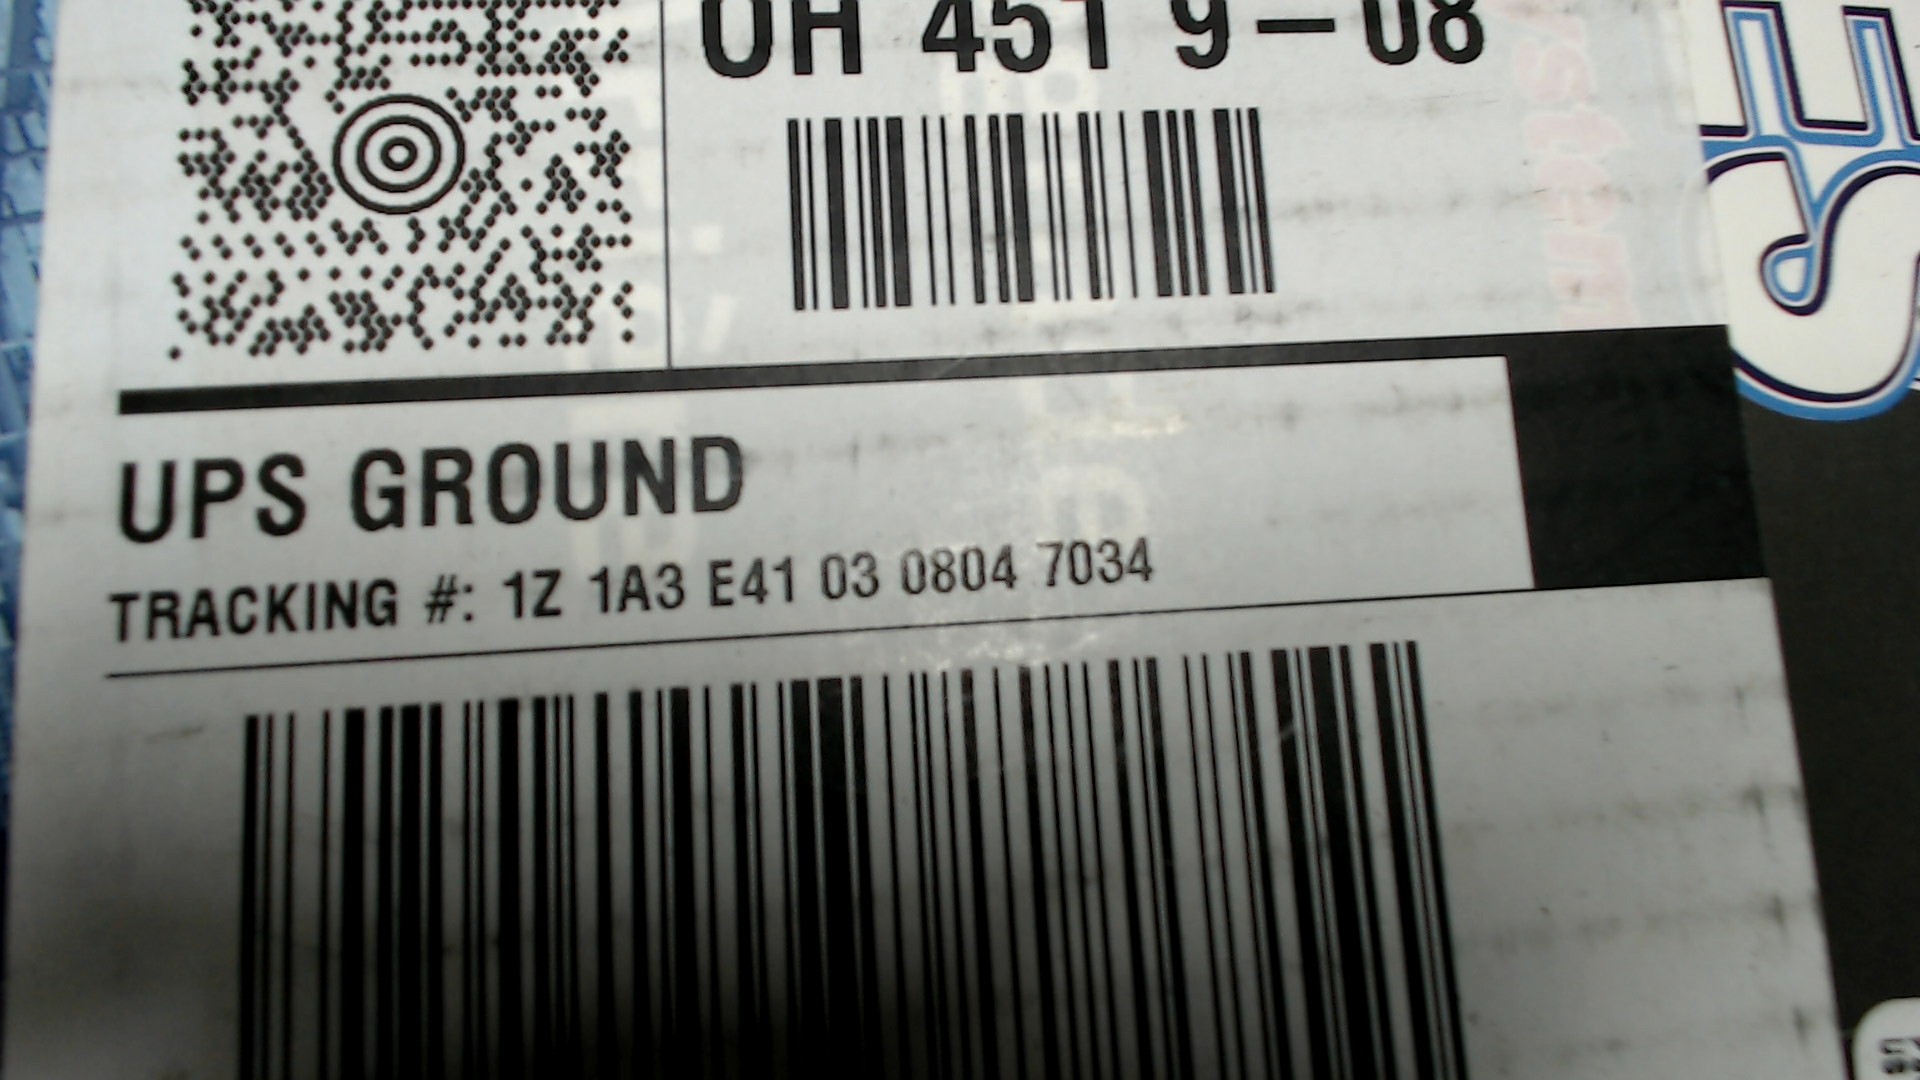 OH 451 9-08
UPS GROUND
TRACKING #: 1Z 1A3 E41 03 0804 7034